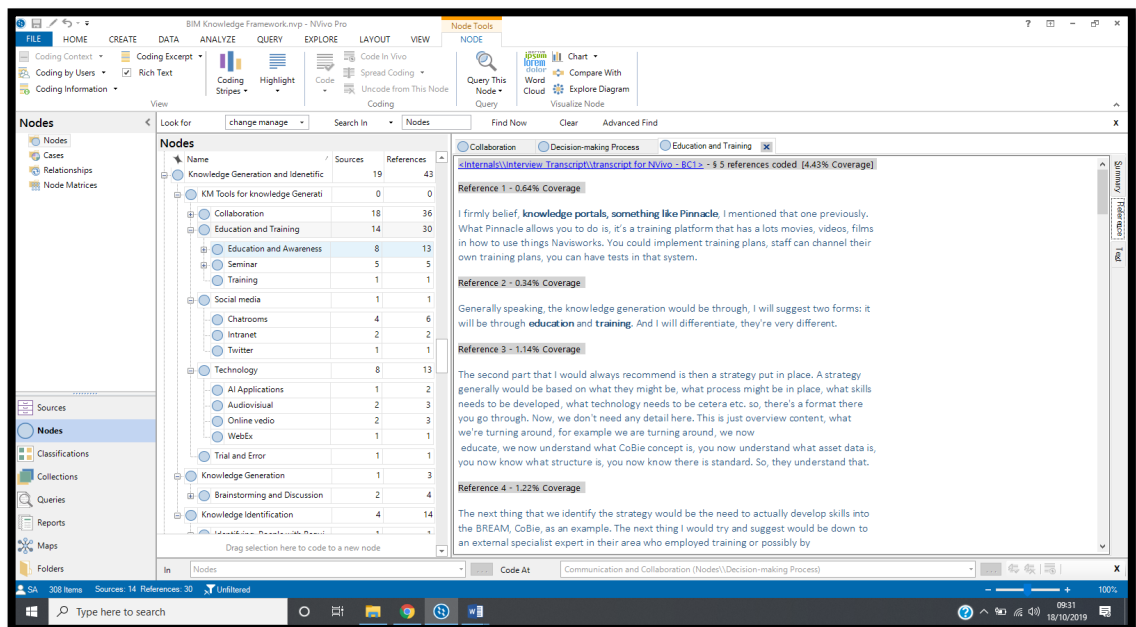 BIM Knowledge Framework.nvp - NVivo Pro
Node Tools
FILE HOME CREATE DATA ANALYZE QUERY EXPLORE LAYOUT VIEW NODE
Coding Context
Coding Excerpt
Coding by Users
Rich Text
Coding Information
View
Coding Stripes
Highlight
Code
Code In Vivo
Spread Coding
Uncode from This Node
Coding
Query This Node
Query
Word Cloud
Chart
Compare With
Explore Diagram
Visualize Node
Nodes
Look for change manage Search In Nodes Find Now Clear Advanced Find X
Nodes
Cases
Relationships
Node Matrices
Sources
Nodes
Classifications
Collections
Queries
Reports
Maps
Folders
Nodes
Name Sources References
Knowledge Generation and Idenetific 19 43
KM Tools for knowledge Generati 0 0
Collaboration 18 36
Education and Training 14 30
Education and Awareness 8 13
Seminar 5 5
Training 1 1
Social media 1 1
Chatrooms 4 6
Intranet 2 2
Twitter 1 1
Technology 8 13
AI Applications 1 2
Audiovisiual 2 3
Online vedio 2 3
WebEx 1 1
Trial and Error 1 1
Knowledge Generation 1 3
Brainstorming and Discussion 2 4
Knowledge Identification 4 14
Drag selection here to code to a new node
Collaboration Decision-making Process Education and Training
<Internals\\Interview Transcript\\transcript for NVivo - BC1> - § 5 references coded [4.43% Coverage]
Reference 1 - 0.64% Coverage
I firmly belief, knowledge portals, something like Pinnacle, I mentioned that one previously.
What Pinnacle allows you to do is, it's a training platform that has a lots movies, videos, films
in how to use things Navisworks. You could implement training plans, staff can channel their
own training plans, you can have tests in that system.
Reference 2 - 0.34% Coverage
Generally speaking, the knowledge generation would be through, I will suggest two forms: it
will be through education and training. And I will differentiate, they're very different.
Reference 3 - 1.14% Coverage
The second part that I would always recommend is then a strategy put in place. A strategy
generally would be based on what they might be, what process might be in place, what skills
needs to be developed, what technology needs to be cetera etc. so, there's a format there
you go through. Now, we don't need any detail here. This is just overview content, what
we're turning around, for example we are turning around, we now
educate, we now understand what CoBie concept is, you now understand what asset data is,
you now know what structure is, you now know there is standard. So, they understand that.
Reference 4 - 1.22% Coverage
The next thing that we identify the strategy would be the need to actually develop skills into
the BREAM, CoBie, as an example. The next thing I would try and suggest would be down to
an external specialist expert in their area who employed training or possibly by
Summary
Reference
Text
In Nodes Code At Communication and Collaboration (Nodes\\Decision-making Process) X
SA 308 Items Sources: 14 References: 30 Unfiltered 100%
Type here to search
09:31
18/10/2019